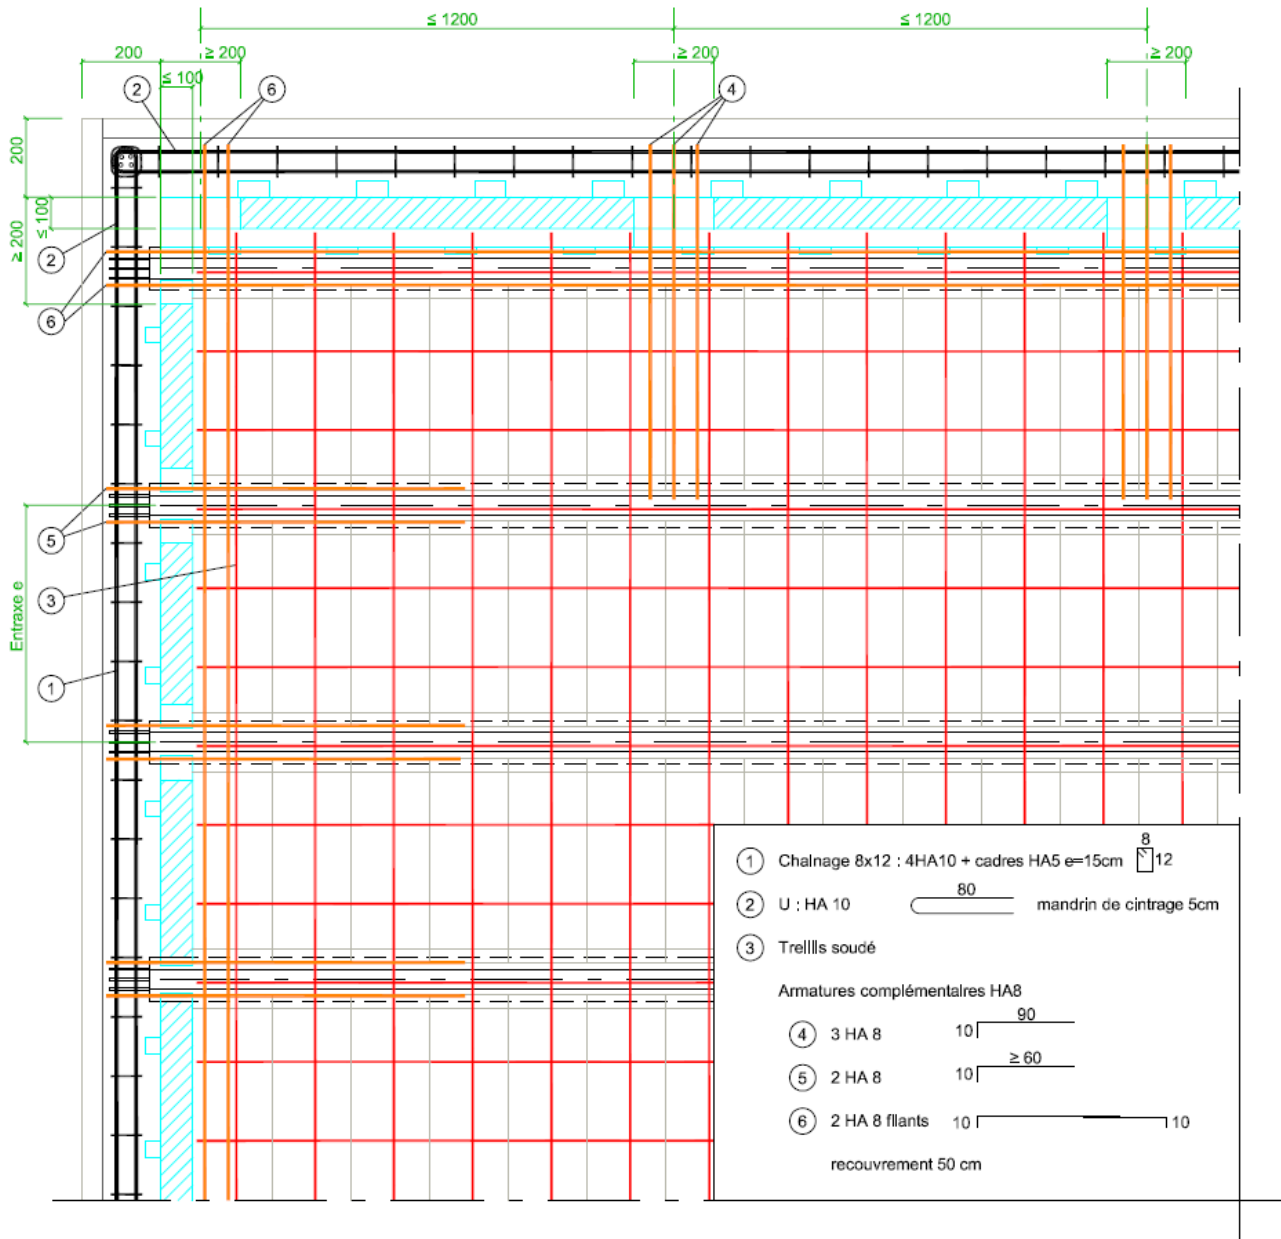 ≤ 1200
≤ 1200
200
≥ 200
≥ 200
≥ 200
≤ 100
2
6
4
200
≤ 100
≥ 200
2
6
5
3
Entraxe e
1
1 Chaînage 8x12 : 4HA10 + cadres HA5 e=15cm 8 12
2 U : HA 10 80 mandrin de cintrage 5cm
3 Treillis soudé
Armatures complémentaires HA8
4 3 HA 8 10 90
5 2 HA 8 10 ≥ 60
6 2 HA 8 filants 10 10
recouvrement 50 cm